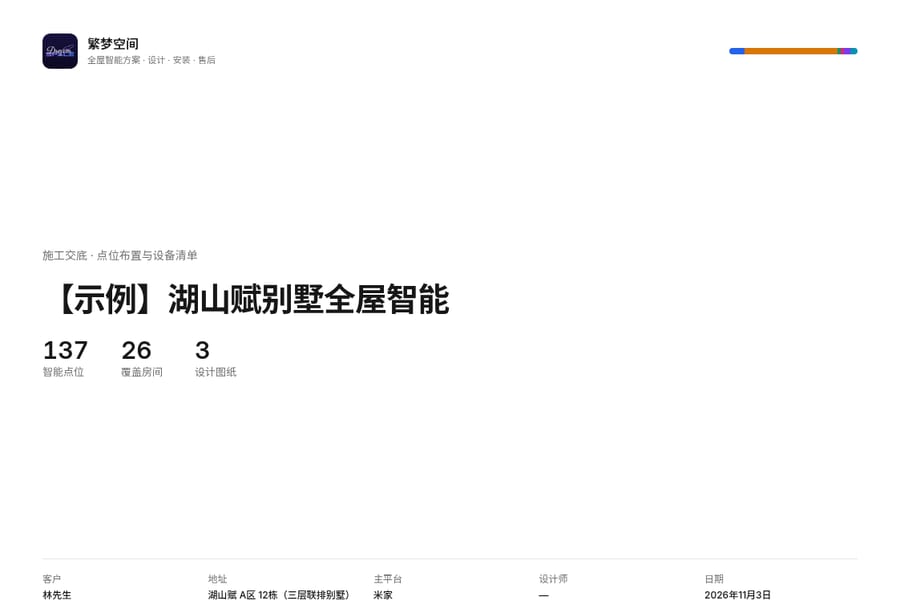 繁梦空间
全屋智能方案 · 设计 · 安装 · 售后
施工交底 · 点位布置与设备清单
【示例】湖山赋别墅全屋智能
137 26 3
智能点位 覆盖房间 设计图纸
客户 地址 主平台 设计师 日期
林先生 湖山赋 A区 12栋（三层联排别墅） 米家 — 2026年11月3日